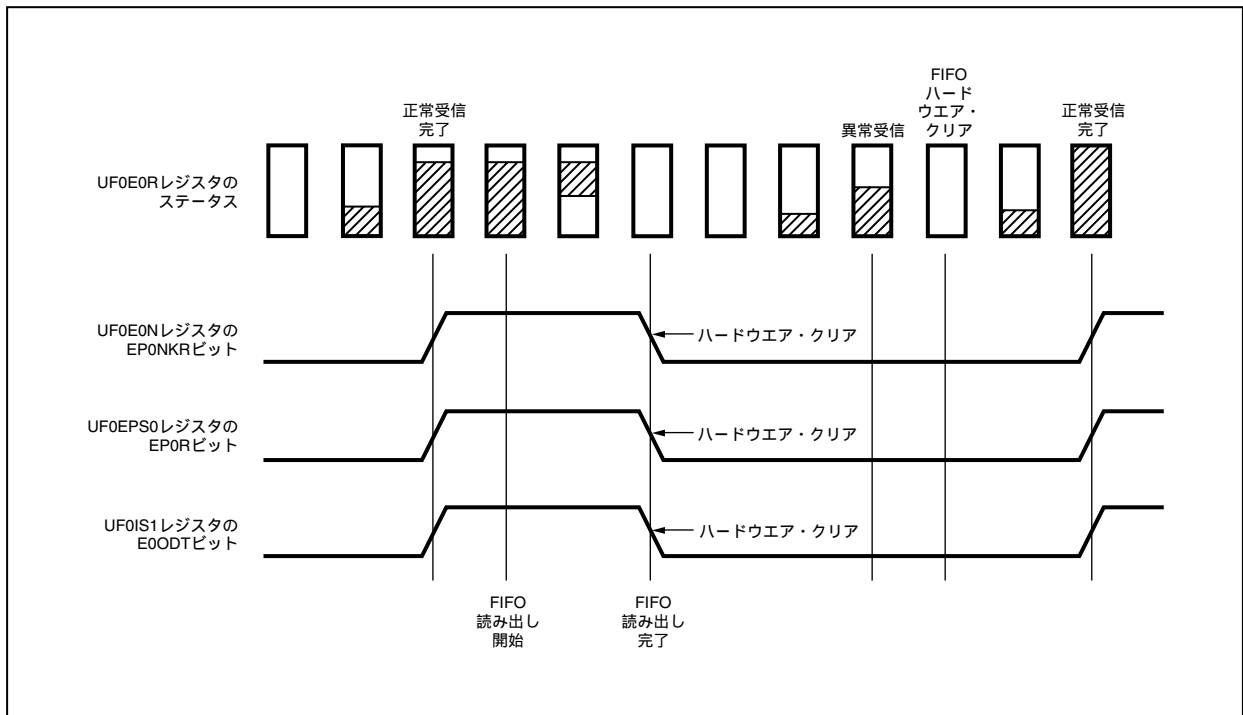 正常受信
完了
異常受信
FIFO
ハード
ウエア・
クリア
正常受信
完了
UF0E0Rレジスタの
ステータス
UF0E0Nレジスタの
EP0NKRビット
ハードウエア・クリア
UF0EPS0レジスタの
EP0Rビット
ハードウエア・クリア
UF0IS1レジスタの
E0ODTビット
ハードウエア・クリア
FIFO
読み出し
開始
FIFO
読み出し
完了